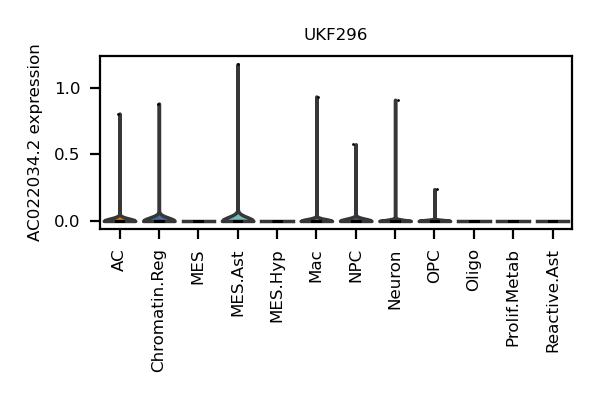 UKF296
AC022034.2 expression
1.0
0.5
0.0
AC
Chromatin.Reg
MES
MES.Ast
MES.Hyp
Mac
NPC
Neuron
OPC
Oligo
Prolif.Metab
Reactive.Ast